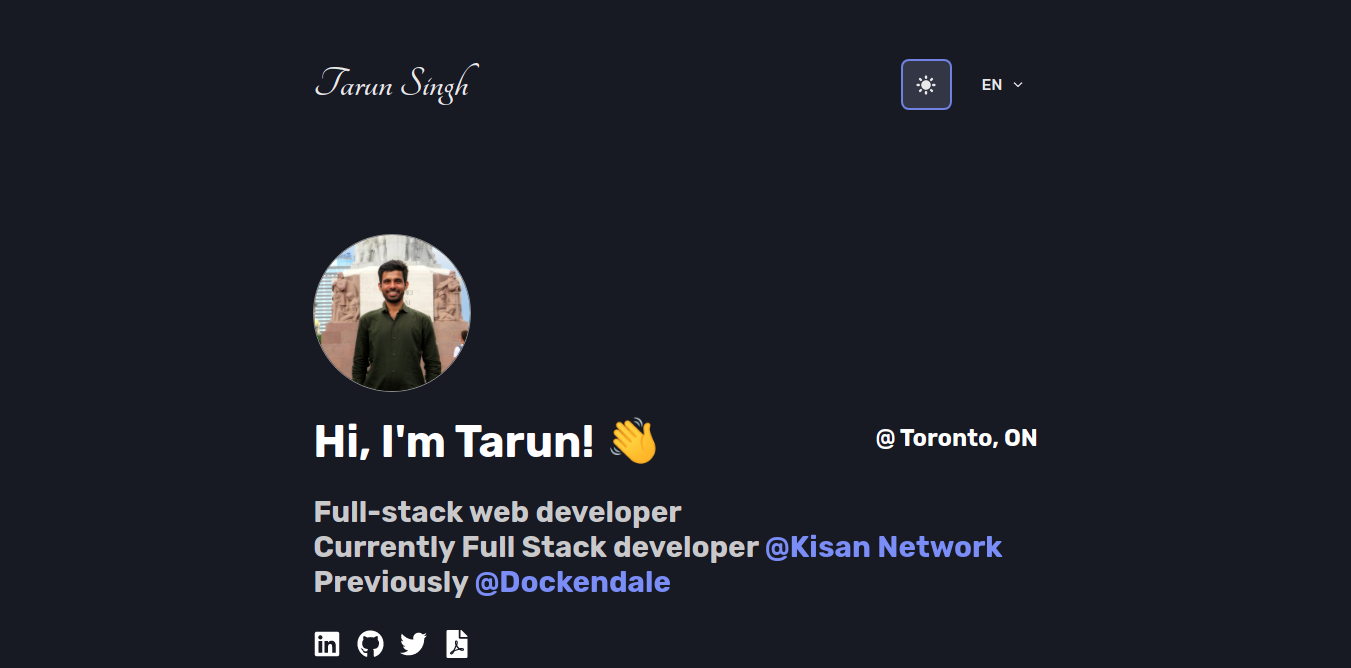 Tarun Singh
EN
Hi, I'm Tarun! 👋
@ Toronto, ON
Full-stack web developer
Currently Full Stack developer @Kisan Network
Previously @Dockendale
in